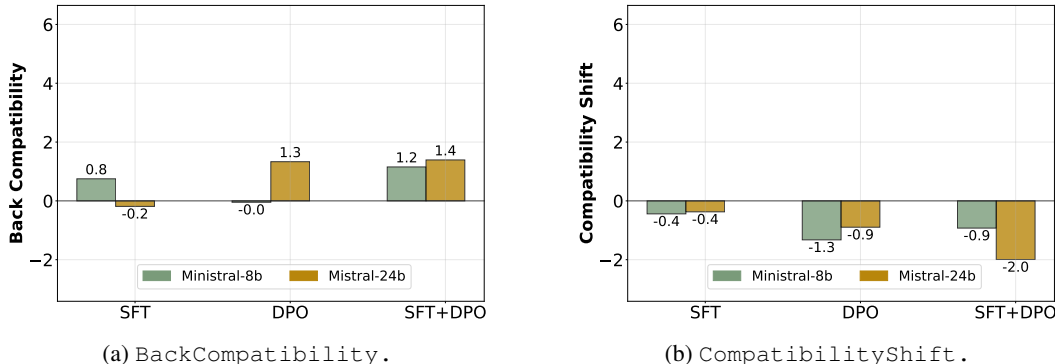 6
4
2
0
−2
Back Compatibility
0.8
-0.2
-0.0
1.3
1.2
1.4
Ministral-8b
Mistral-24b
SFT
DPO
SFT+DPO
(a) BackCompatibility.
6
4
2
0
−2
Compatibility Shift
-0.4
-0.4
-1.3
-0.9
-0.9
-2.0
Ministral-8b
Mistral-24b
SFT
DPO
SFT+DPO
(b) CompatibilityShift.